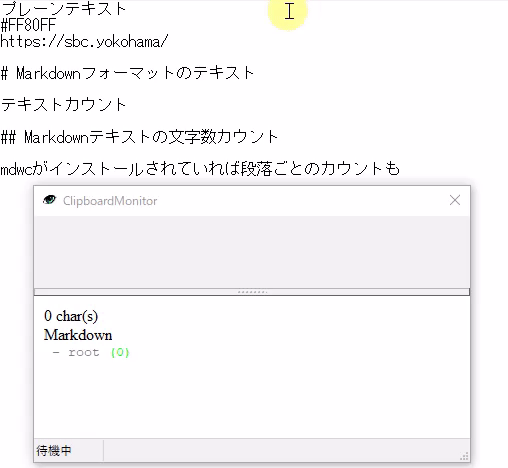 プレーンテキスト
#FF80FF
https://sbc.yokohama/
# Markdownフォーマットのテキスト
テキストカウント
## Markdownテキストの文字数カウント
mdwcがインストールされていれば段落ごとのカウントも
ClipboardMonitor
0 char(s)
Markdown
- root (0)
待機中